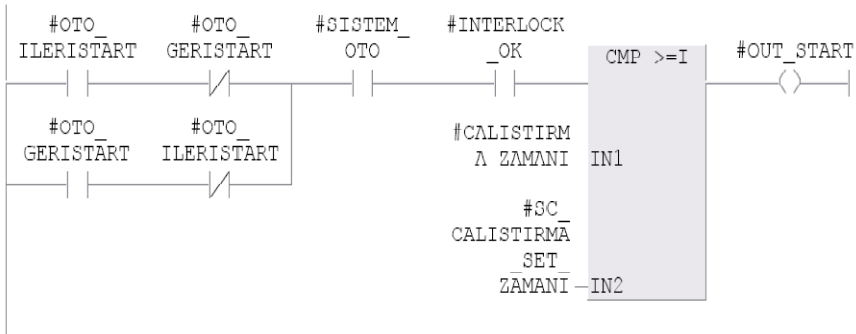 #OTO_ #OTO_ #SISTEM_ #INTERLOCK
ILERISTART GERISTART OTO _OK CMP >=I #OUT_START
#OTO_ #OTO_
GERISTART ILERISTART
#CALISTIRM
A ZAMANI IN1
#SC_
CALISTIRMA
_SET_
ZAMANI IN2